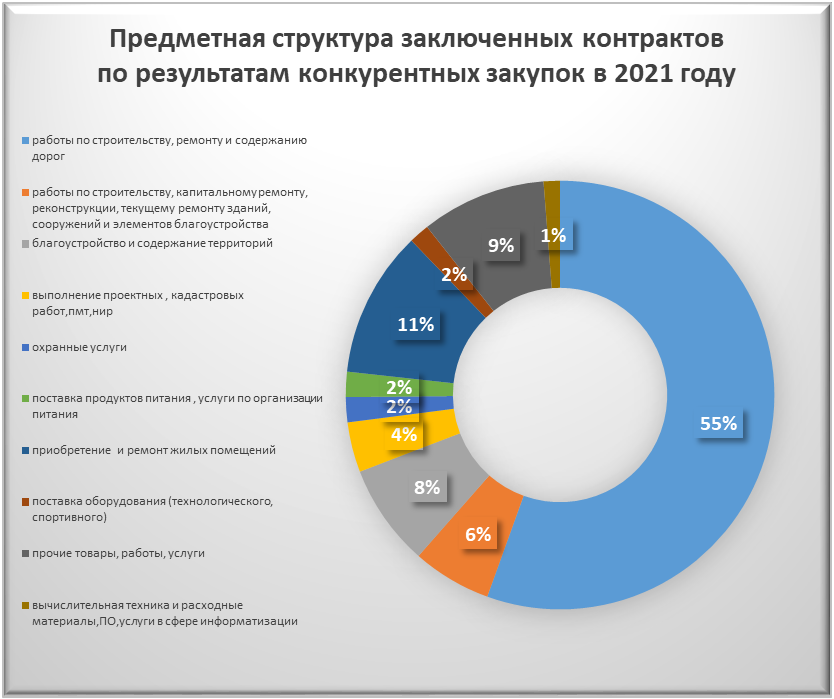 Предметная структура заключенных контрактов
по результатам конкурентных закупок в 2021 году
работы по строительству, ремонту и содержанию
дорог
работы по строительству, капитальному ремонту,
реконструкции, текущему ремонту зданий,
сооружений и элементов благоустройства
благоустройство и содержание территорий
выполнение проектных , кадастровых
работ,пмт,нир
охранные услуги
поставка продуктов питания , услуги по организации
питания
приобретение и ремонт жилых помещений
поставка оборудования (технологического,
спортивного)
прочие товары, работы, услуги
вычислительная техника и расходные
материалы,ПО,услуги в сфере информатизации
55%
6%
8%
4%
2%
2%
11%
2%
9%
1%